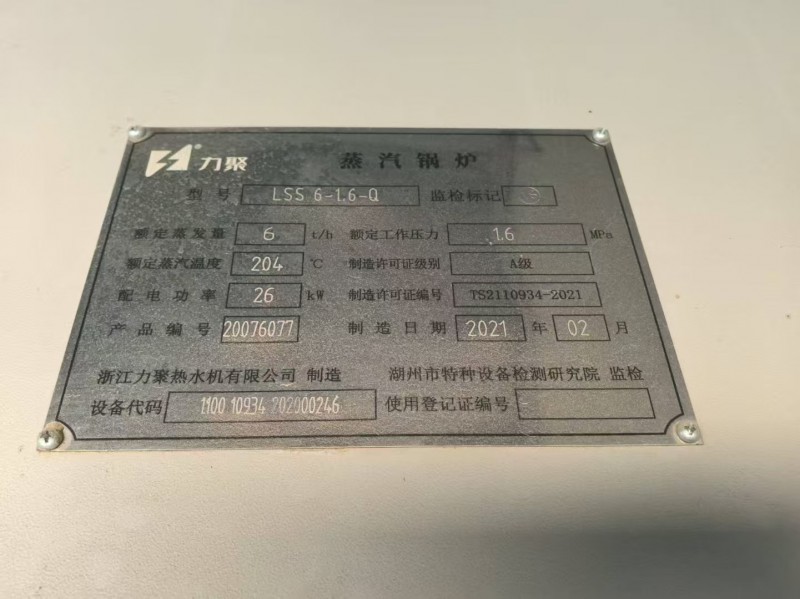 力聚® 蒸汽锅炉
型号 LSS 6-1.6-Q 监检标记
额定蒸发量 6 t/h 额定工作压力 1.6 MPa
额定蒸汽温度 204 ℃ 制造许可证级别 A级
配电功率 26 kW 制造许可证编号 TS2110934-2021
产品编号 20076077 制造日期 2021 年 02 月
浙江力聚热水机有限公司 制造 湖州市特种设备检测研究院 监检
设备代码 1100 10934 202000246 使用登记证编号